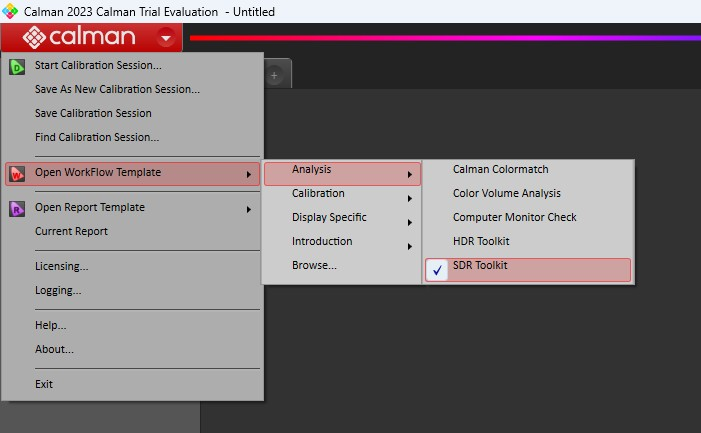 Calman 2023 Calman Trial Evaluation - Untitled
calman
Start Calibration Session...
Save As New Calibration Session...
Save Calibration Session
Find Calibration Session...
Open WorkFlow Template
Open Report Template
Current Report
Licensing...
Logging...
Help...
About...
Exit
Analysis
Calibration
Display Specific
Introduction
Browse...
Calman Colormatch
Color Volume Analysis
Computer Monitor Check
HDR Toolkit
SDR Toolkit